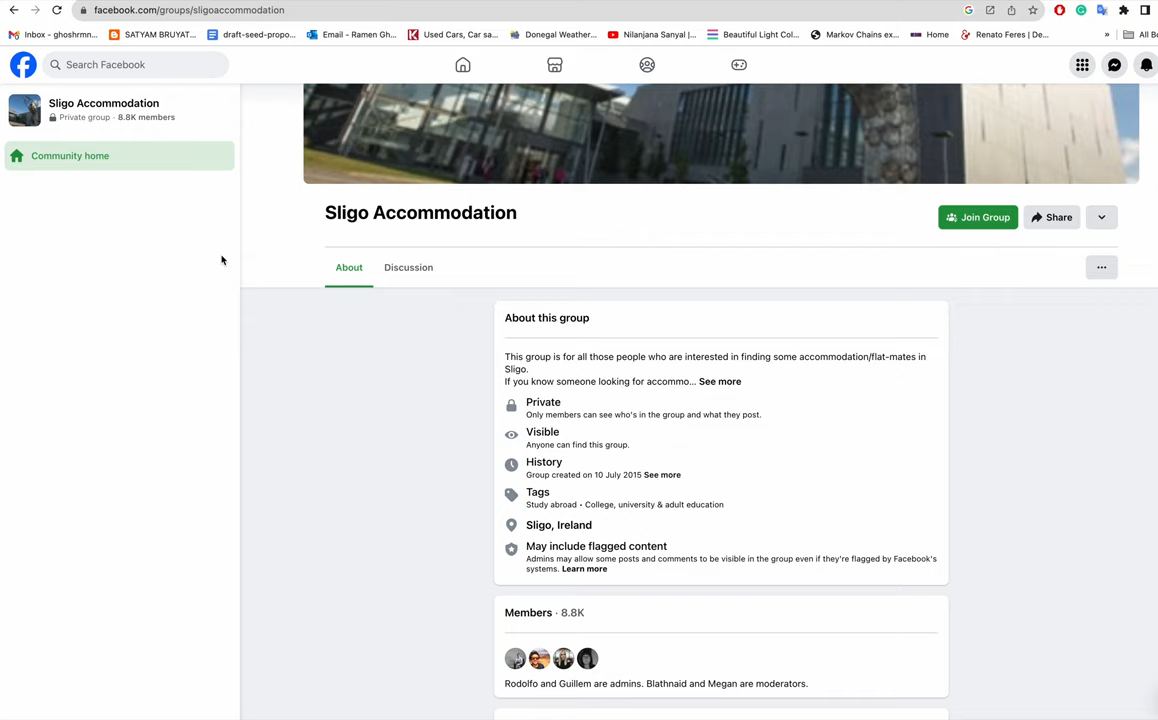 facebook.com/groups/sligoaccommodation
Inbox - ghoshrmn...
SATYAM BRUYAT...
draft-seed-propo...
Email - Ramen Gh...
Used Cars, Car sa...
Donegal Weather...
Nilanjana Sanyal |...
Beautiful Light Col...
Markov Chains ex...
Home
Renato Feres | De...
»
All Bo
Search Facebook
Sligo Accommodation
Private group · 8.8K members
Community home
Sligo Accommodation
Join Group
Share
About
Discussion
About this group
This group is for all those people who are interested in finding some accommodation/flat-mates in
Sligo.
If you know someone looking for accommo... See more
Private
Only members can see who's in the group and what they post.
Visible
Anyone can find this group.
History
Group created on 10 July 2015 See more
Tags
Study abroad • College, university & adult education
Sligo, Ireland
May include flagged content
Admins may allow some posts and comments to be visible in the group even if they're flagged by Facebook's
systems. Learn more
Members · 8.8K
Rodolfo and Guillem are admins. Blathnaid and Megan are moderators.